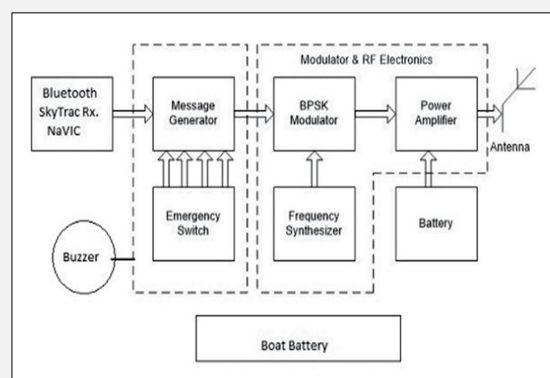 Modulator & RF Electronics
Bluetooth
SkyTrac Rx.
NaVIC
Message
Generator
BPSK
Modulator
Power
Amplifier
Antenna
Emergency
Switch
Frequency
Synthesizer
Battery
Buzzer
Boat Battery